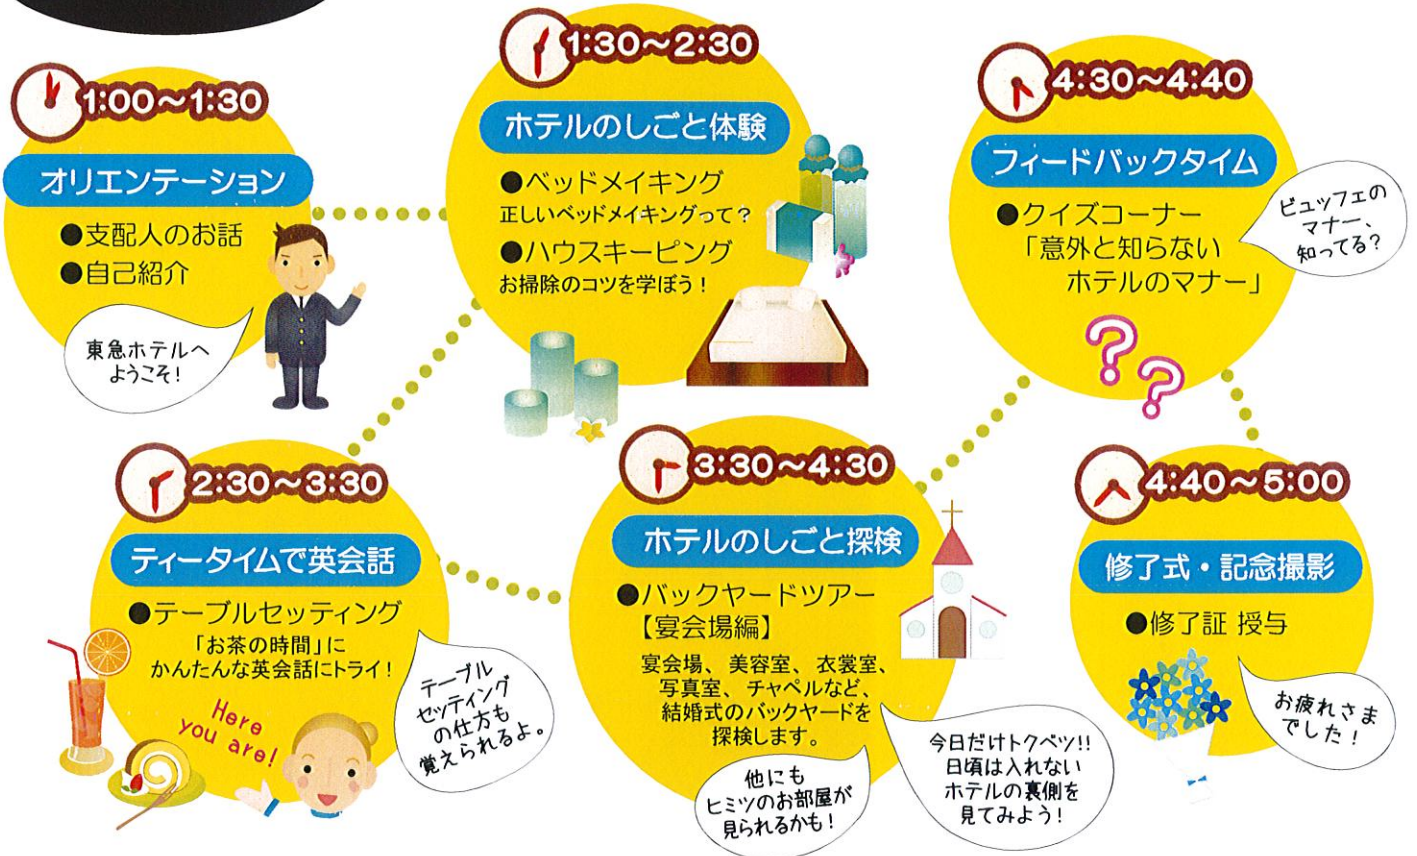 1:00～1:30
オリエンテーション
●支配人のお話
●自己紹介
東急ホテルへ
ようこそ!
1:30～2:30
ホテルのしごと体験
●ベッドメイキング
正しいベッドメイキングって?
●ハウスキーピング
お掃除のコツを学ぼう!
2:30～3:30
ティータイムで英会話
●テーブルセッティング
「お茶の時間」に
かんたんな英会話にトライ!
Here
you are!
テーブル
セッティング
の仕方も
覚えられるよ。
3:30～4:30
ホテルのしごと探検
●バックヤードツアー
【宴会場編】
宴会場、美容室、衣裳室、
写真室、チャペルなど、
結婚式のバックヤードを
探検します。
他にも
ヒミツのお部屋が
見られるかも!
今日だけトクベツ!!
日頃は入れない
ホテルの裏側を
見てみよう!
4:30～4:40
フィードバックタイム
●クイズコーナー
「意外と知らない
ホテルのマナー」
ビュッフェの
マナー、
知ってる?
??
4:40～5:00
修了式・記念撮影
●修了証 授与
お疲れさま
でした!